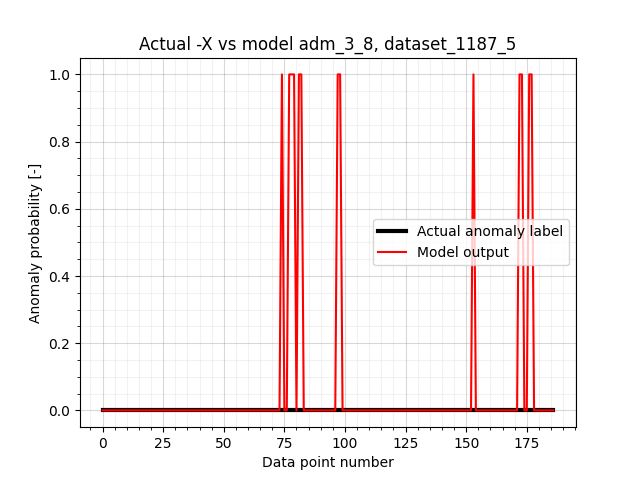 Actual -X vs model adm_3_8, dataset_1187_5
Anomaly probability [-]
1.0
0.8
0.6
0.4
0.2
0.0
Actual anomaly label
Model output
0 25 50 75 100 125 150 175
Data point number